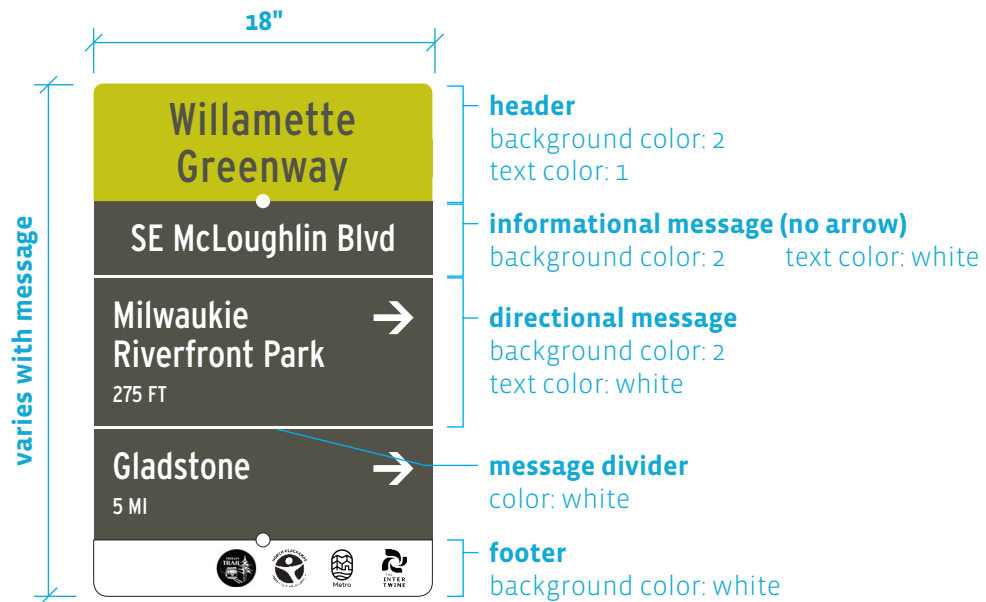 18"
varies with message
Willamette
Greenway
SE McLoughlin Blvd
Milwaukie
Riverfront Park
275 FT
Gladstone
5 MI
TRAIL
Metro
THE
INTER
TWINE
header
background color: 2
text color: 1
informational message (no arrow)
background color: 2 text color: white
directional message
background color: 2
text color: white
message divider
color: white
footer
background color: white